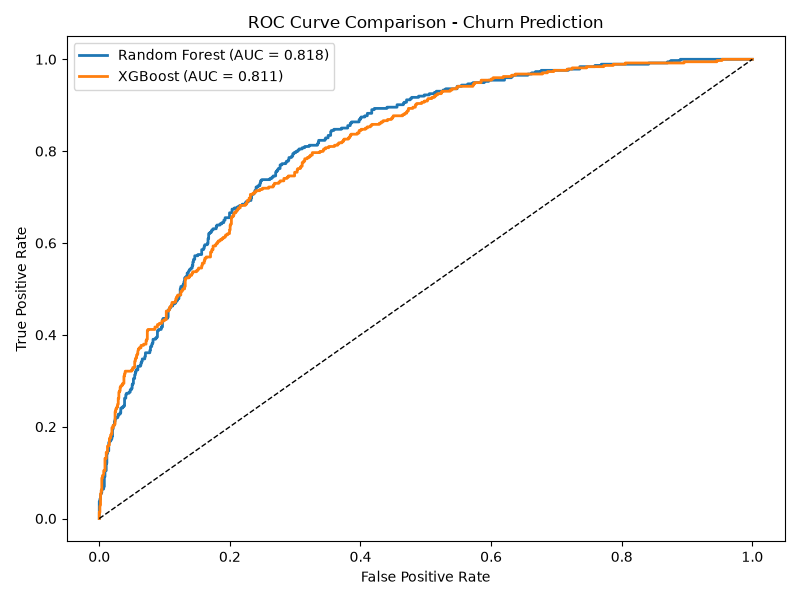 ROC Curve Comparison - Churn Prediction
Random Forest (AUC = 0.818)
XGBoost (AUC = 0.811)
True Positive Rate
1.0
0.8
0.6
0.4
0.2
0.0
0.0 0.2 0.4 0.6 0.8 1.0
False Positive Rate